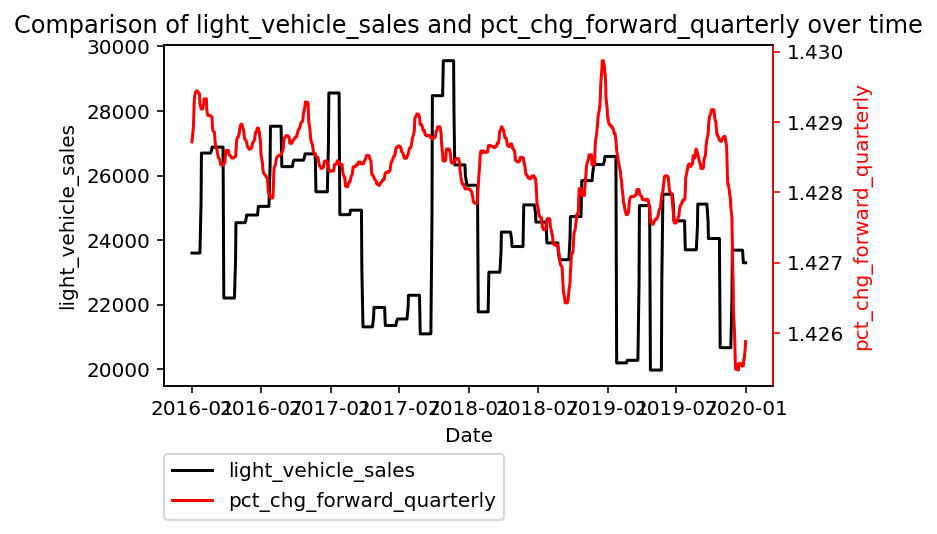 Comparison of light_vehicle_sales and pct_chg_forward_quarterly over time
30000
28000
26000
24000
22000
20000
light_vehicle_sales
1.430
1.429
1.428
1.427
1.426
pct_chg_forward_quarterly
2016-01 2016-07 2017-01 2017-07 2018-01 2018-07 2019-01 2019-07 2020-01
Date
light_vehicle_sales
pct_chg_forward_quarterly